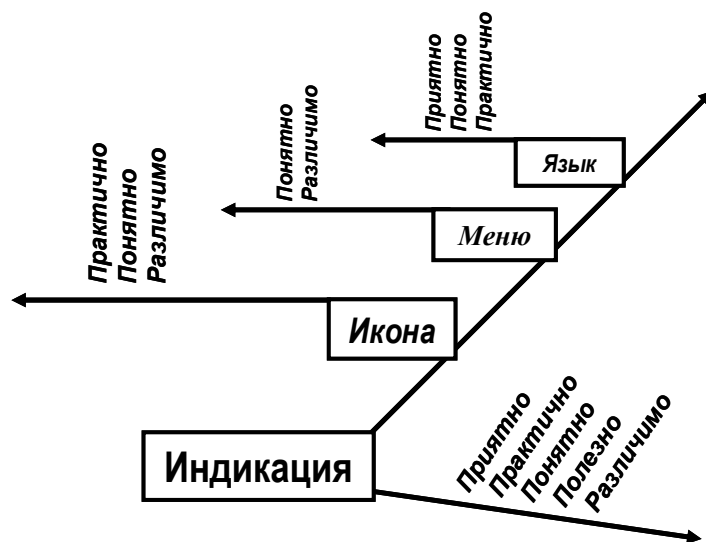 Приятно
Понятно
Практично
Язык
Понятно
Различимо
Меню
Практично
Понятно
Различимо
Икона
Индикация
Приятно
Практично
Понятно
Полезно
Различимо